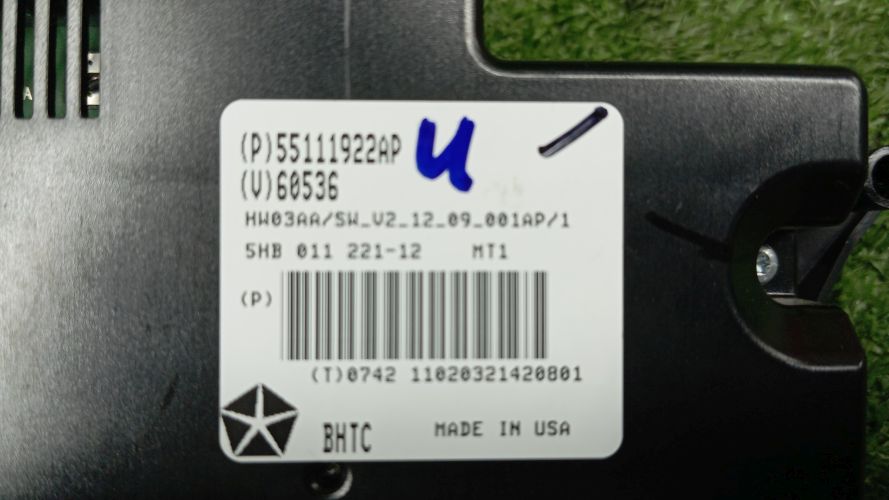 (P)55111922AP
(V)60536
HW03AA/SW_V2_12_09_001AP/1
5HB 011 221-12 MT1
(P)
(T)0742 11020321420801
BHTC MADE IN USA
A